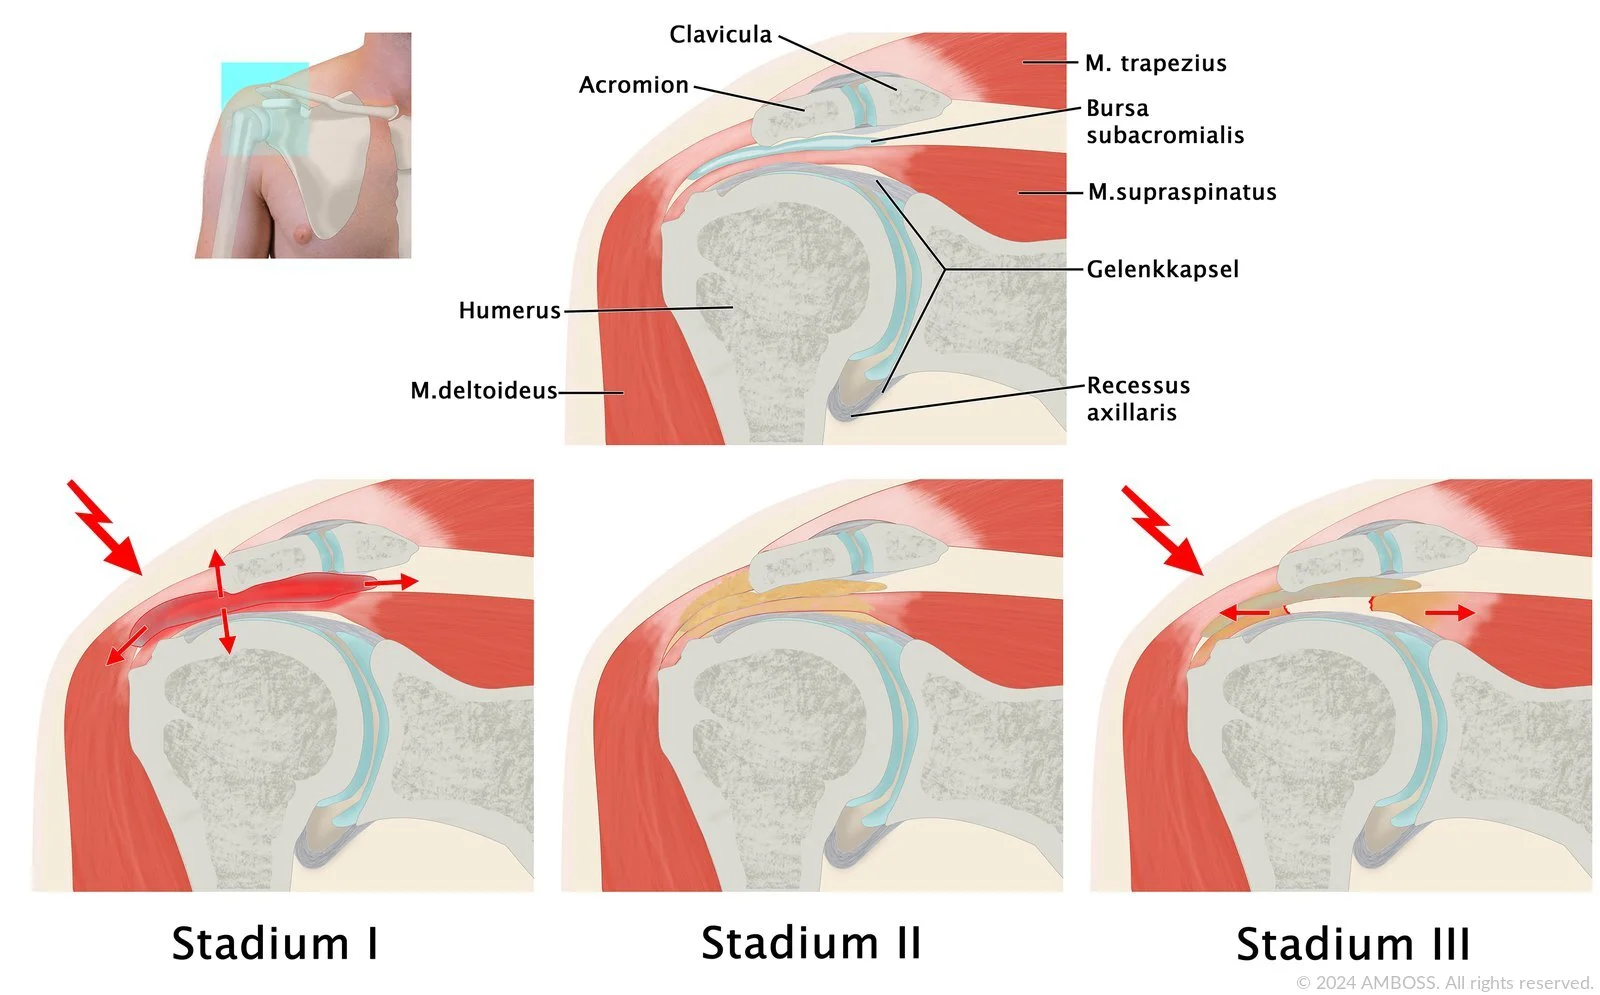 Clavicula
Acromion
M. trapezius
Bursa
subacromialis
M.supraspinatus
Gelenkkapsel
Humerus
M.deltoideus
Recessus
axillaris
Stadium I
Stadium II
Stadium III
© 2024 AMBOSS. All rights reserved.